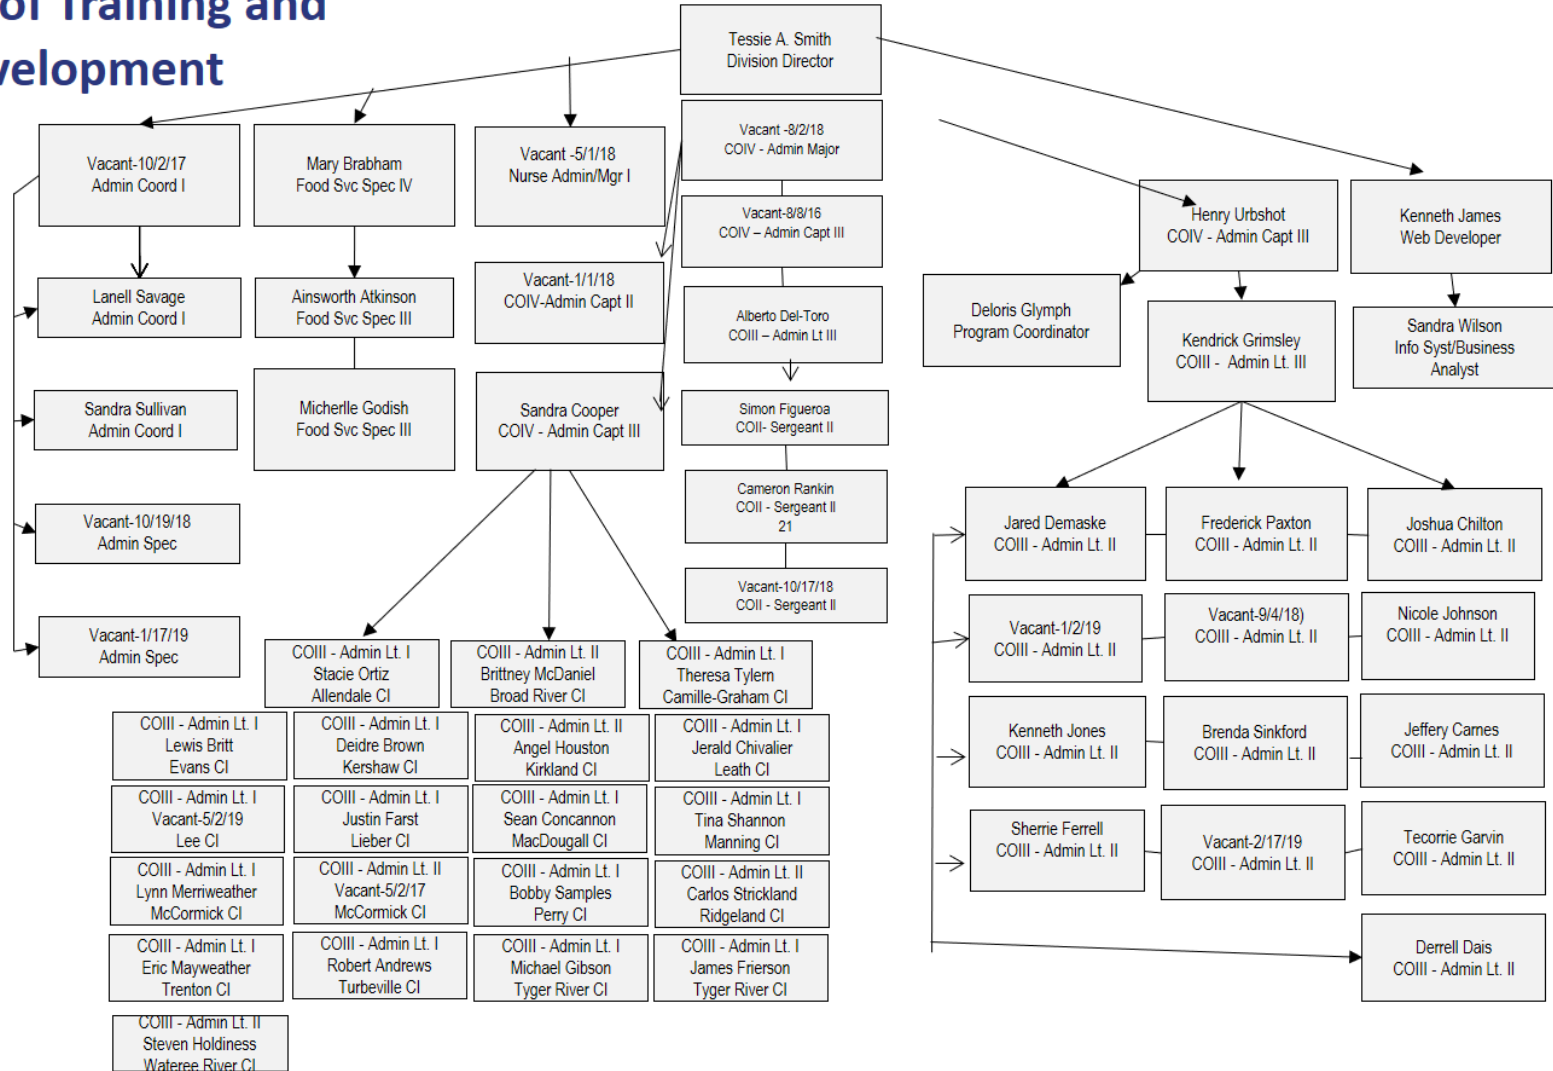 of Training and
velopment
Tessie A. Smith
Division Director
Vacant-10/2/17
Admin Coord I
Mary Brabham
Food Svc Spec IV
Vacant -5/1/18
Nurse Admin/Mgr I
Vacant -8/2/18
COIV - Admin Major
Vacant-8/8/16
COIV – Admin Capt III
Henry Urbshot
COIV - Admin Capt III
Kenneth James
Web Developer
Lanell Savage
Admin Coord I
Ainsworth Atkinson
Food Svc Spec III
Vacant-1/1/18
COIV-Admin Capt II
Alberto Del-Toro
COIII – Admin Lt III
Deloris Glymph
Program Coordinator
Kendrick Grimsley
COIII - Admin Lt. III
Sandra Wilson
Info Syst/Business
Analyst
Sandra Sullivan
Admin Coord I
Micherlle Godish
Food Svc Spec III
Sandra Cooper
COIV - Admin Capt III
Simon Figueroa
COII- Sergeant II
Cameron Rankin
COII - Sergeant II
21
Vacant-10/19/18
Admin Spec
Vacant-10/17/18
COII - Sergeant II
Vacant-1/17/19
Admin Spec
Jared Demaske
COIII - Admin Lt. II
Frederick Paxton
COIII - Admin Lt. II
Joshua Chilton
COIII - Admin Lt. II
Vacant-1/2/19
COIII - Admin Lt. II
Vacant-9/4/18)
COIII - Admin Lt. II
Nicole Johnson
COIII - Admin Lt. II
Kenneth Jones
COIII - Admin Lt. II
Brenda Sinkford
COIII - Admin Lt. II
Jeffery Carnes
COIII - Admin Lt. II
Sherrie Ferrell
COIII - Admin Lt. II
Vacant-2/17/19
COIII - Admin Lt. II
Tecorrie Garvin
COIII - Admin Lt. II
Derrell Dais
COIII - Admin Lt. II
COIII - Admin Lt. I
Stacie Ortiz
Allendale CI
COIII - Admin Lt. II
Brittney McDaniel
Broad River CI
COIII - Admin Lt. I
Theresa Tylern
Camille-Graham CI
COIII - Admin Lt. I
Lewis Britt
Evans CI
COIII - Admin Lt. I
Deidre Brown
Kershaw CI
COIII - Admin Lt. II
Angel Houston
Kirkland CI
COIII - Admin Lt. I
Jerald Chivalier
Leath CI
COIII - Admin Lt. I
Vacant-5/2/19
Lee CI
COIII - Admin Lt. I
Justin Farst
Lieber CI
COIII - Admin Lt. I
Sean Concannon
MacDougall CI
COIII - Admin Lt. I
Tina Shannon
Manning CI
COIII - Admin Lt. I
Lynn Merriweather
McCormick CI
COIII - Admin Lt. II
Vacant-5/2/17
McCormick CI
COIII - Admin Lt. I
Bobby Samples
Perry CI
COIII - Admin Lt. II
Carlos Strickland
Ridgeland CI
COIII - Admin Lt. I
Eric Mayweather
Trenton CI
COIII - Admin Lt. I
Robert Andrews
Turbeville CI
COIII - Admin Lt. I
Michael Gibson
Tyger River CI
COIII - Admin Lt. I
James Frierson
Tyger River CI
COIII - Admin Lt. II
Steven Holdiness
Wateree River CI